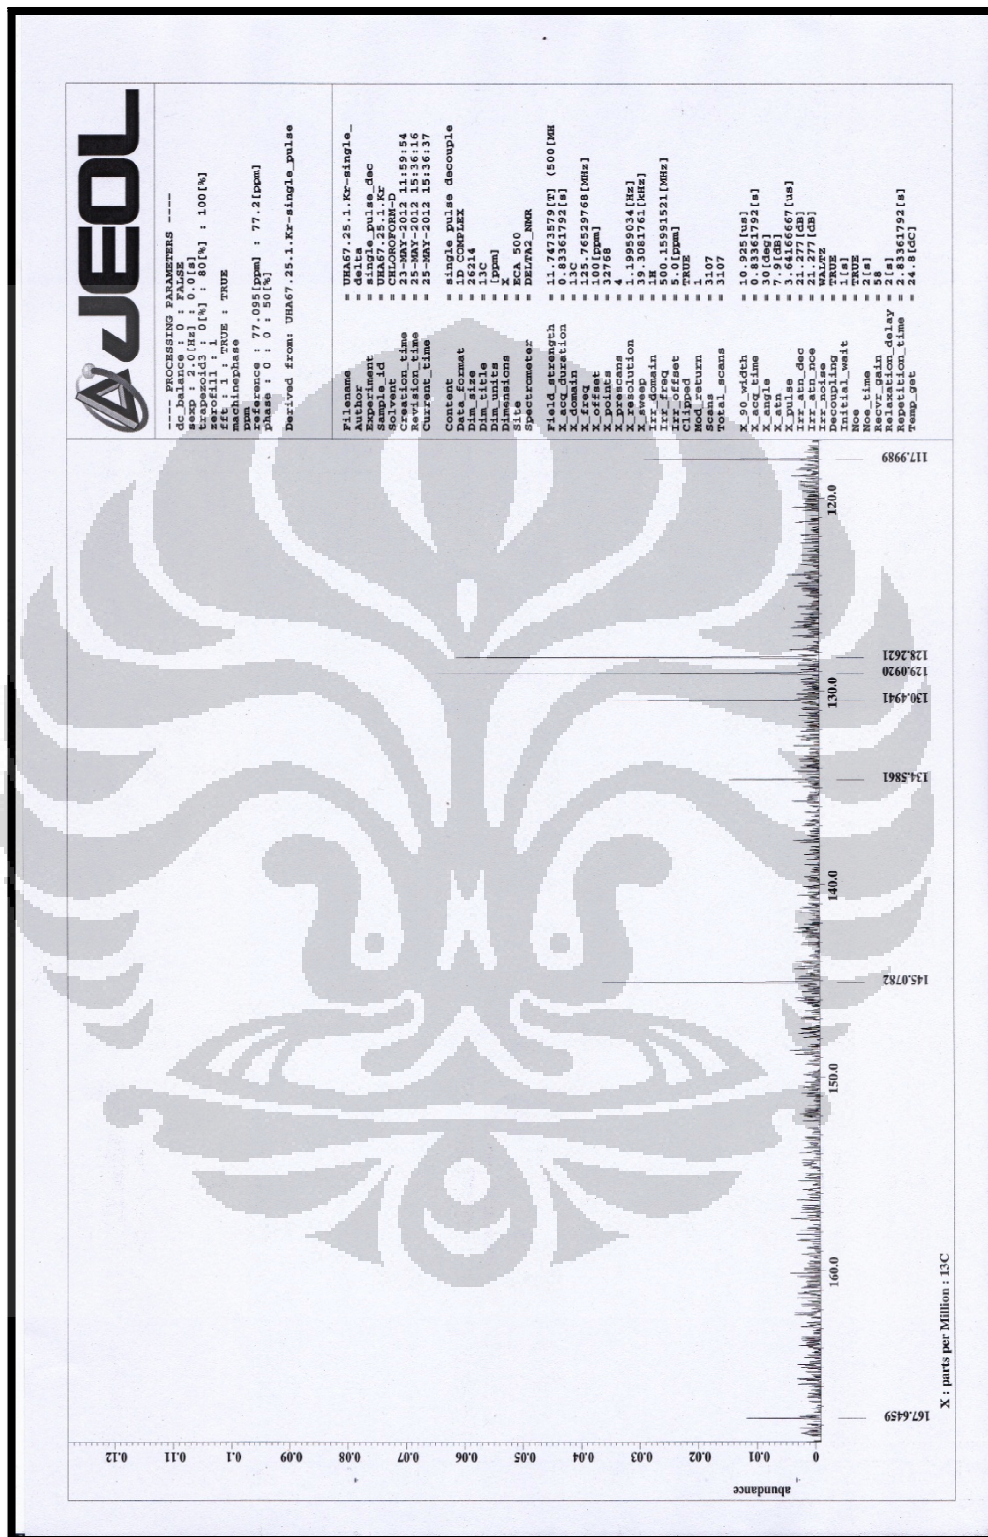 JEOL
---- PROCESSING PARAMETERS ----
dc_balance : 0 : FALSE
sexp : 2.0[Hz] : 0.0[s]
trapezoid3 : 0[%] : 80[%] : 100[%]
zerofill : 1
fft : 1 : TRUE : TRUE
machinephase
ppm
reference : 77.095[ppm] : 77.2[ppm]
phase : 0 : 0 : 50[%]
Derived from: UHA67.25.1.Kr-single_pulse
Filename = UHA67.25.1.Kr-single_
Author = delta
Experiment = single_pulse_dec
Sample_id = UHA67.25.1.Kr
Solvent = CHLOROFORM-D
Creation_time = 23-MAY-2012 11:59:54
Revision_time = 25-MAY-2012 15:36:16
Current_time = 25-MAY-2012 15:36:37
Content = single pulse decouple
Data_format = 1D COMPLEX
Dim_size = 26214
Dim_title = 13C
Dim_units = [ppm]
Dimensions = X
Site = ECA 500
Spectrometer = DELTA2_NMR
Field_strength = 11.7473579[T] (500[MH
X_acq_duration = 0.83361792[s]
X_domain = 13C
X_freq = 125.76529768[MHz]
X_offset = 100[ppm]
X_points = 32768
X_prescans = 4
X_resolution = 1.19959034[Hz]
X_sweep = 39.3081761[kHz]
Irr_domain = 1H
Irr_freq = 500.15991521[MHz]
Irr_offset = 5.0[ppm]
Clipped = TRUE
Mod_return = 1
Scans = 3107
Total_scans = 3107
X_90_width = 10.925[us]
X_acq_time = 0.83361792[s]
X_angle = 30[deg]
X_atn = 7.9[dB]
X_pulse = 3.64166667[us]
Irr_atn_dec = 21.277[dB]
Irr_atn_noe = 21.277[dB]
Irr_noise = WALTZ
Decoupling = TRUE
Initial_wait = 1[s]
Noe = TRUE
Noe_time = 2[s]
Recvr_gain = 58
Relaxation_delay = 2[s]
Repetition_time = 2.83361792[s]
Temp_get = 24.8[dC]
abundance
0 0.01 0.02 0.03 0.04 0.05 0.06 0.07 0.08 0.09 0.1 0.11 0.12
160.0 150.0 140.0 130.0 120.0
167.6459 145.0782 134.5861 130.4941 129.0920 128.2621 117.9989
X : parts per Million : 13C